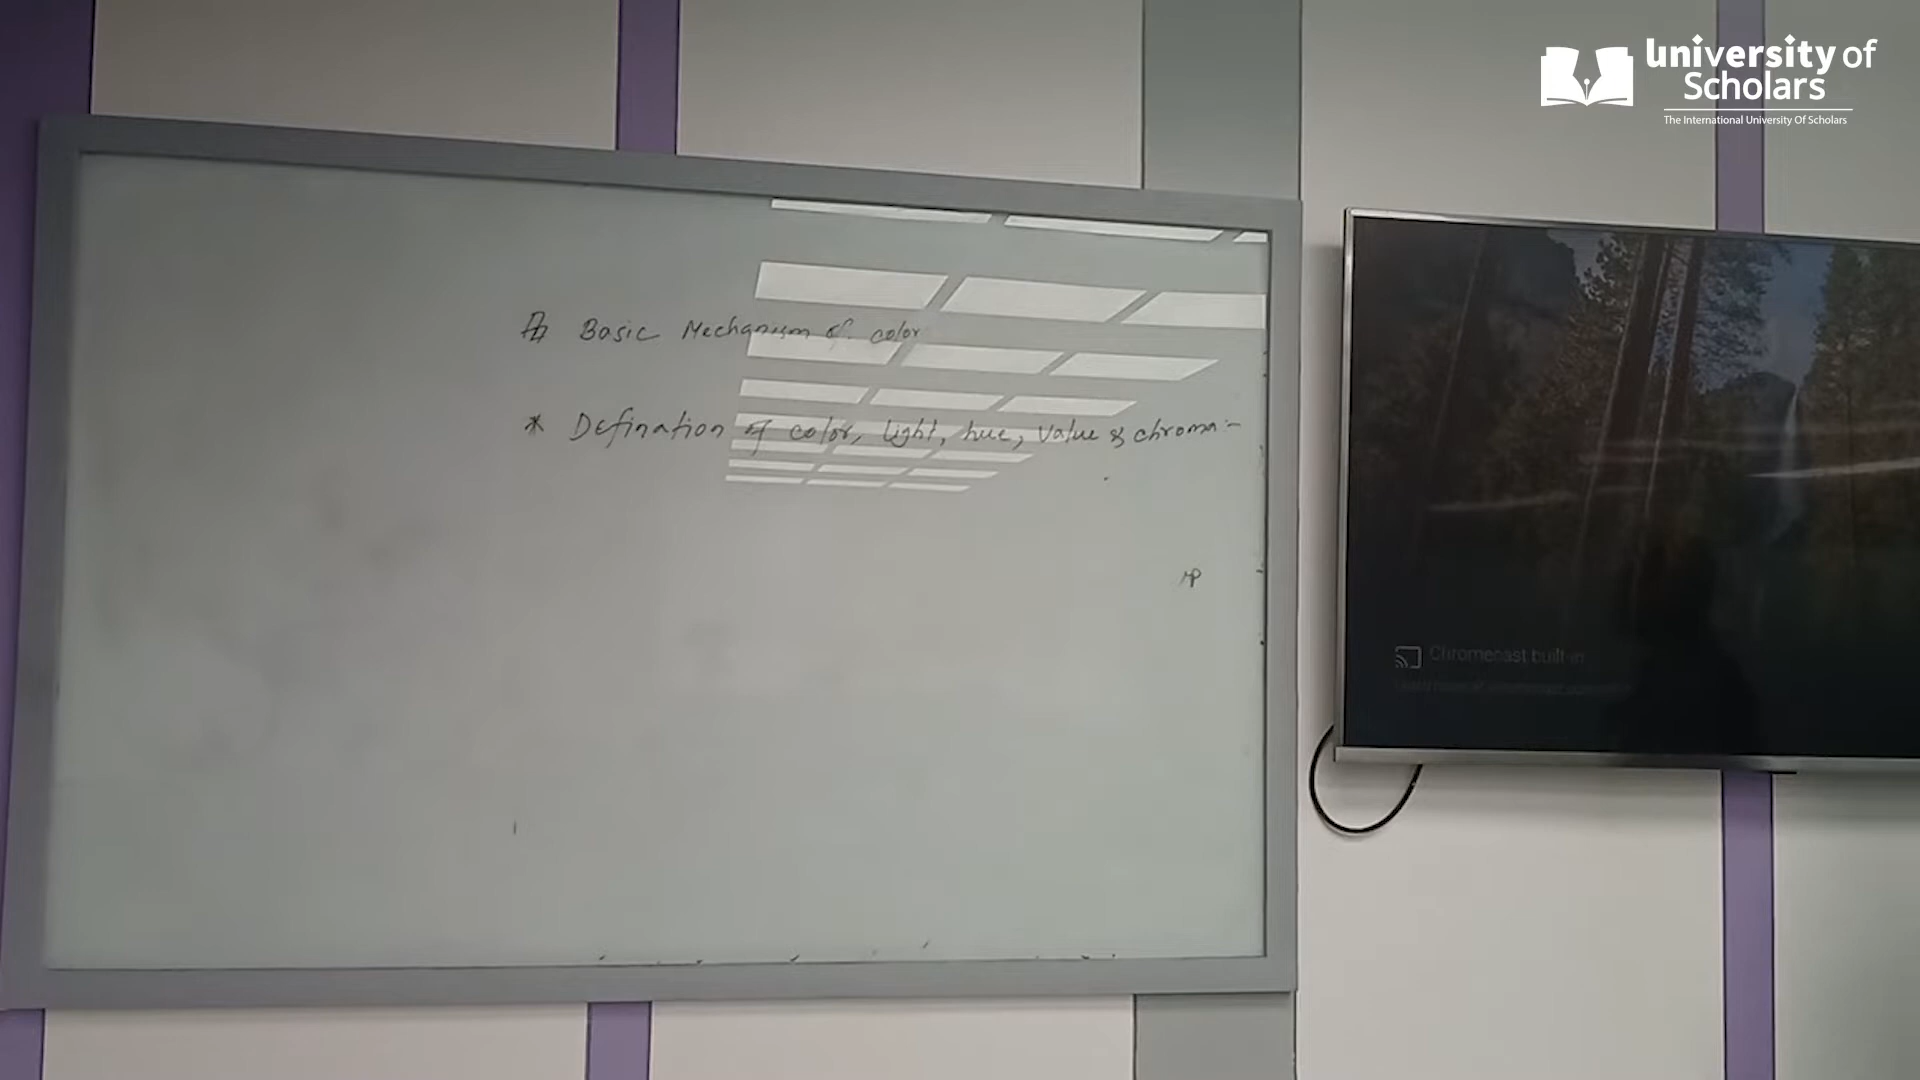 University of
Scholars
The International University Of Scholars
Basic Mechanism of color
* Defination of color, light, hue, value & chroma:-
Chromecast built-in